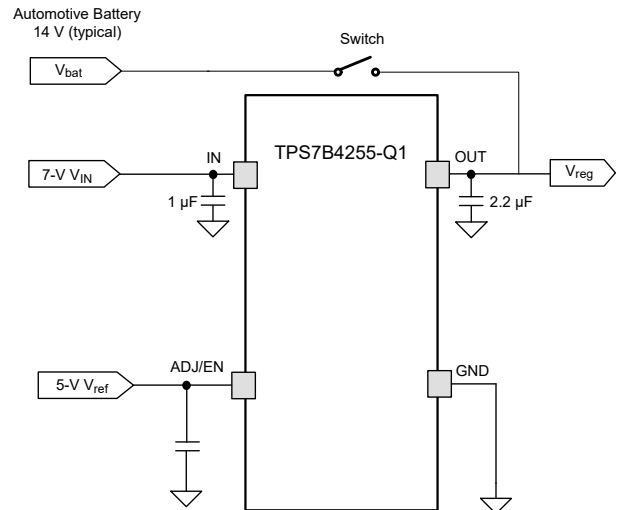 Automotive Battery
14 V (typical)
Switch
Vbat
TPS7B4255-Q1
IN
OUT
7-V VIN
Vreg
1 µF
2.2 µF
ADJ/EN
GND
5-V Vref